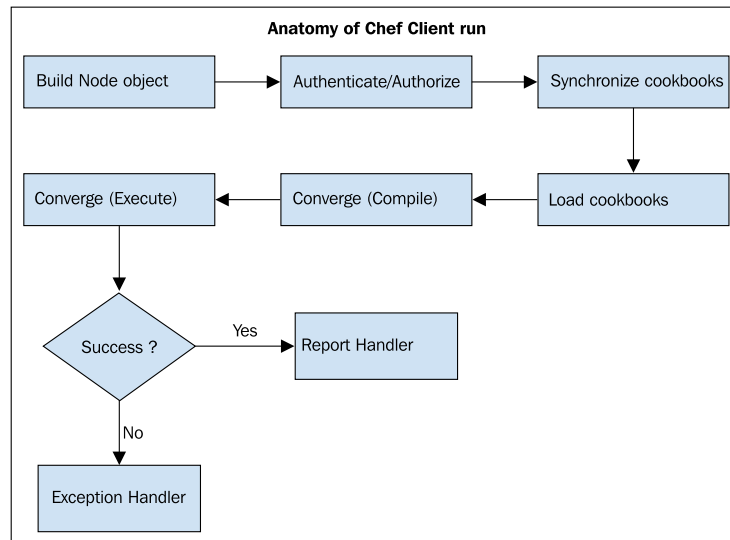 Anatomy of Chef Client run
Build Node object
Authenticate/Authorize
Synchronize cookbooks
Converge (Execute)
Converge (Compile)
Load cookbooks
Success ?
Yes
Report Handler
No
Exception Handler